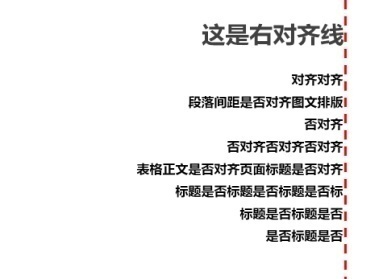 这是右对齐线
对齐对齐
段落间距是否对齐图文排版
否对齐
否对齐否对齐否对齐
表格正文是否对齐页面标题是否对齐
标题是否标题是否标题是否标
标题是否标题是否
是否标题是否